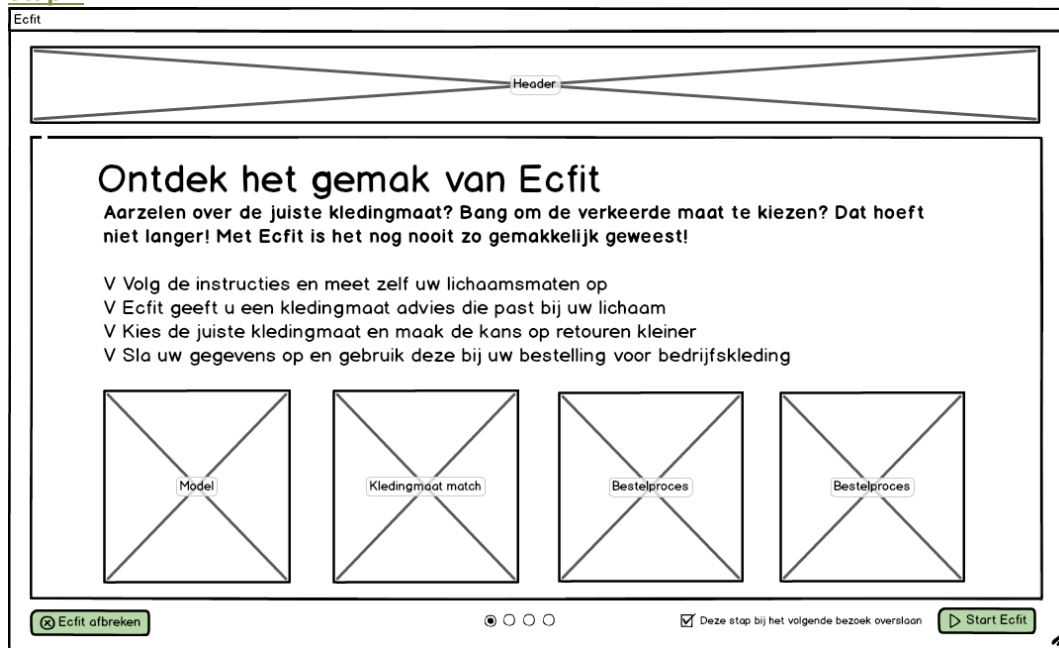 Ecfit
Header
Ontdek het gemak van Ecfit
Aarzelen over de juiste kledingmaat? Bang om de verkeerde maat te kiezen? Dat hoeft
niet langer! Met Ecfit is het nog nooit zo gemakkelijk geweest!
V Volg de instructies en meet zelf uw lichaamsmaten op
V Ecfit geeft u een kledingmaat advies die past bij uw lichaam
V Kies de juiste kledingmaat en maak de kans op retouren kleiner
V Sla uw gegevens op en gebruik deze bij uw bestelling voor bedrijfskleding
Model
Kledingmaat match
Bestelproces
Bestelproces
Ecfit afbreken
Deze stap bij het volgende bezoek overslaan
Start Ecfit